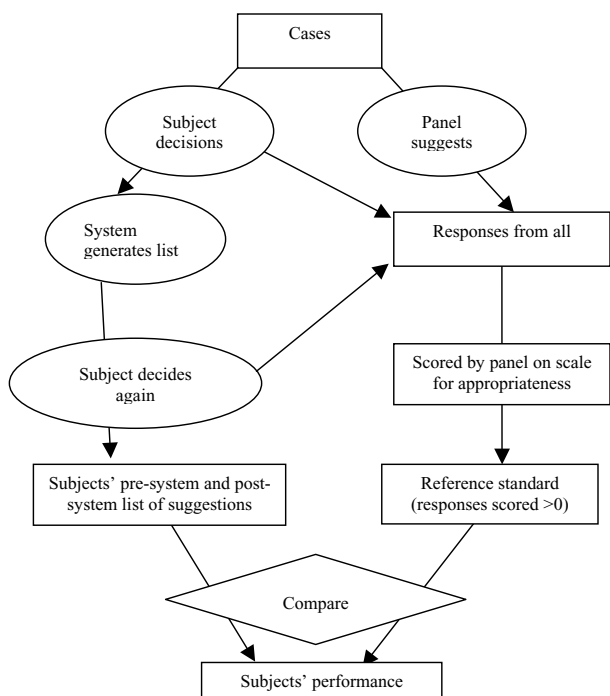 Cases
Subject
decisions
Panel
suggests
System
generates list
Responses from all
Subject decides
again
Scored by panel on scale
for appropriateness
Subjects’ pre-system and post-
system list of suggestions
Reference standard
(responses scored >0)
Compare
Subjects’ performance